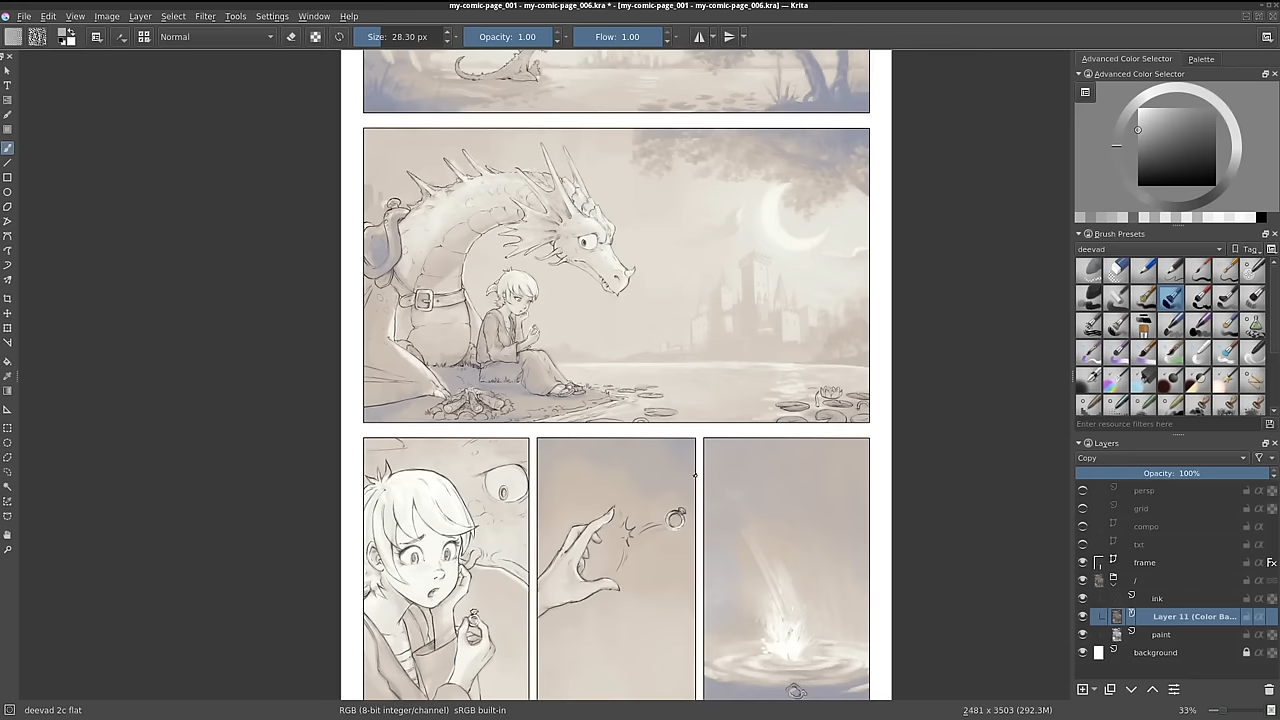 my-comic-page_001 - my-comic-page_006.kra * - [my-comic-page_001 - my-comic-page_006.kra] — Krita
File Edit View Image Layer Select Filter Tools Settings Window Help
Normal Size: 28.30 px Opacity: 1.00 Flow: 1.00
Advanced Color Selector Palette
Advanced Color Selector
Brush Presets
deevad Tag
Enter resource filters here
Layers
Copy
Opacity: 100%
persp
grid
compo
txt
frame
/
ink
Layer 11 (Color Ba...
paint
background
deevad 2c flat RGB (8-bit integer/channel) sRGB built-in 2481 x 3503 (292.3M) 33%